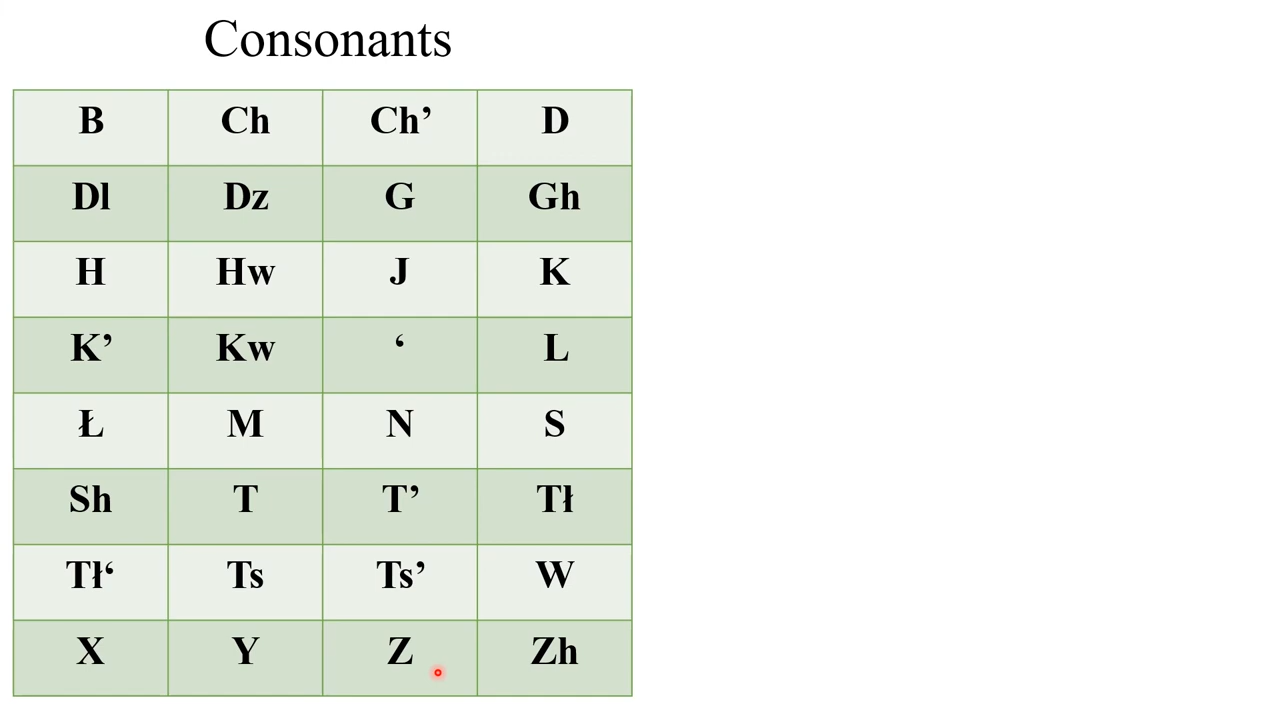 Consonants
B Ch Ch’ D
Dl Dz G Gh
H Hw J K
K’ Kw ‘ L
Ł M N S
Sh T T’ Tł
Tł‘ Ts Ts’ W
X Y Z Zh